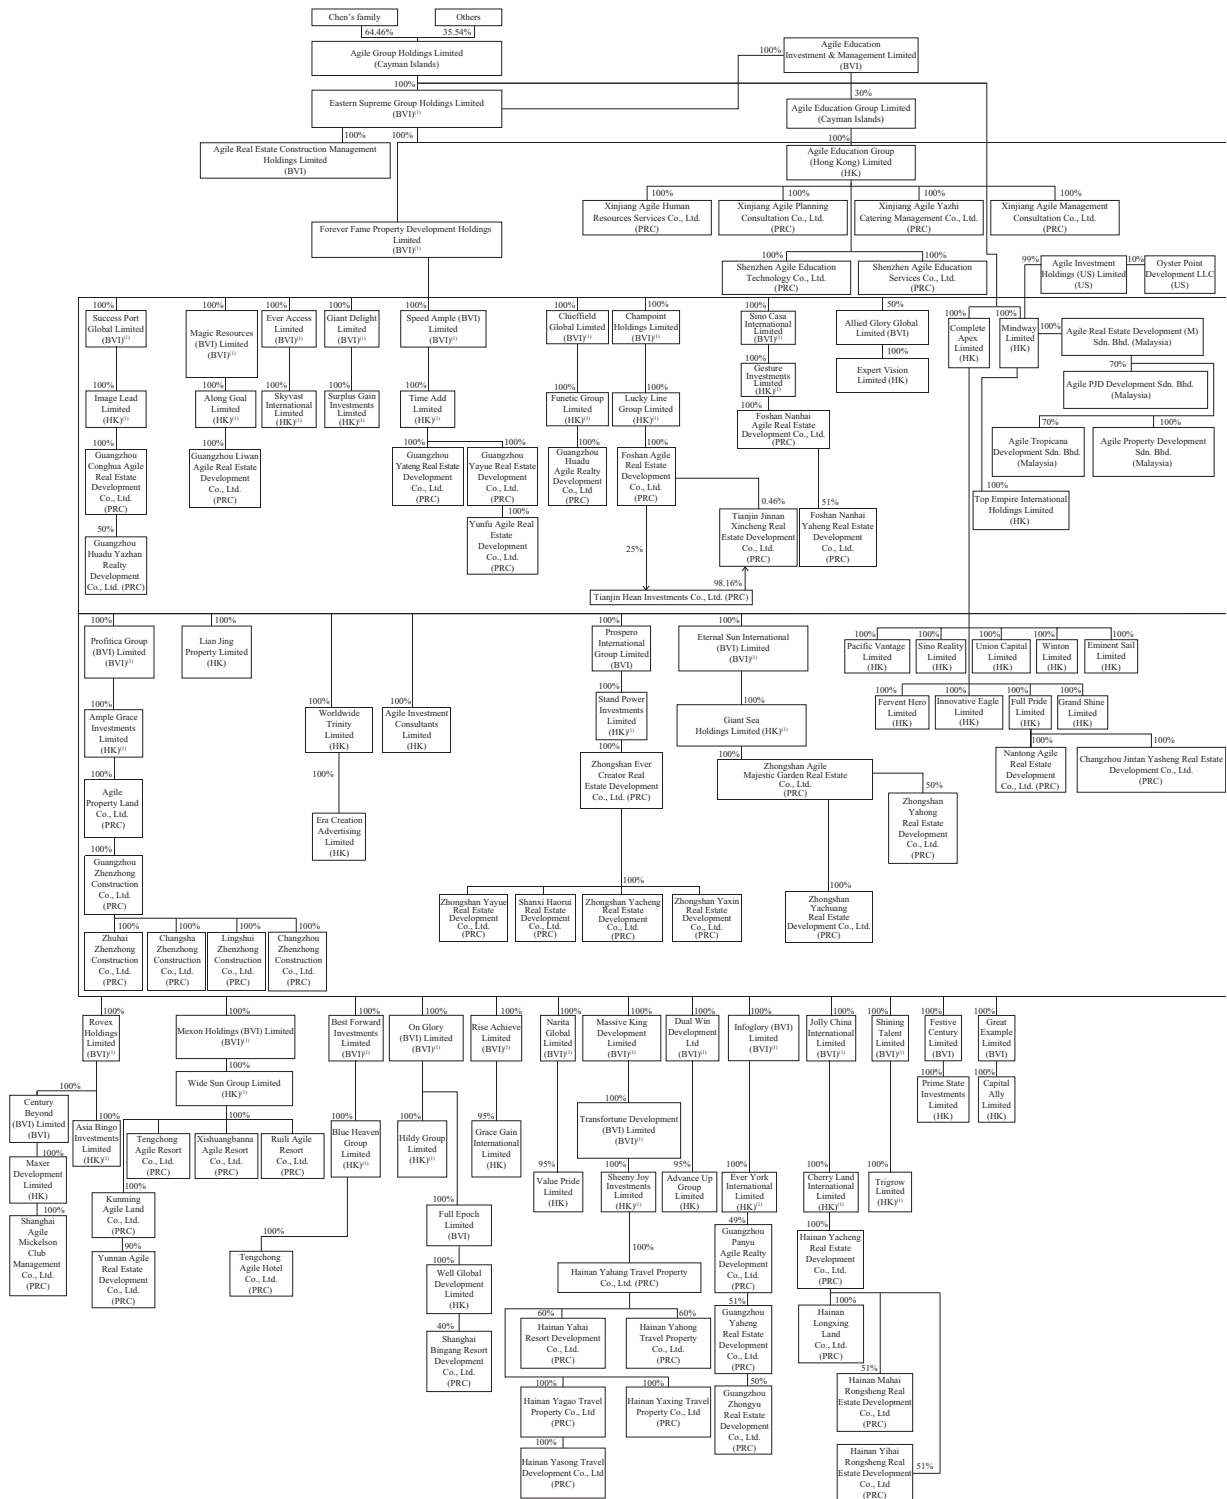 Chen's family
Others
64.46%
35.54%
Agile Group Holdings Limited
(Cayman Islands)
100%
Agile Education
Investment & Management Limited
(BVI)
100%
Eastern Supreme Group Holdings Limited
(BVI)(1)
30%
Agile Education Group Limited
(Cayman Islands)
100%
100%
100%
Agile Real Estate Construction Management
Holdings Limited
(BVI)
Agile Education Group
(Hong Kong) Limited
(HK)
100%
100%
100%
100%
Xinjiang Agile Human
Resources Services Co., Ltd.
(PRC)
Xinjiang Agile Planning
Consultation Co., Ltd.
(PRC)
Xinjiang Agile Yazhi
Catering Management Co., Ltd.
(PRC)
Xinjiang Agile Management
Consultation Co., Ltd.
(PRC)
Forever Fame Property Development Holdings
Limited
(BVI)(1)
100%
100%
Shenzhen Agile Education
Technology Co., Ltd.
(PRC)
Shenzhen Agile Education
Services Co., Ltd.
(PRC)
99%
Agile Investment
Holdings (US) Limited
(US)
10%
Oyster Point
Development LLC
(US)
100%
100%
100%
100%
100%
100%
100%
100%
50%
100%
100%
Success Port
Global Limited
(BVI)(1)
Magic Resources
(BVI) Limited
(BVI)(1)
Ever Access
Limited
(BVI)(1)
Giant Delight
Limited
(BVI)(1)
Speed Ample (BVI)
Limited
(BVI)(1)
Chieffield
Global Limited
(BVI)(1)
Champoint
Holdings Limited
(BVI)(1)
Sino Casa
International Limited
(BVI)(1)
Allied Glory Global
Limited (BVI)
Complete
Apex
Limited
(HK)
Mindway
Limited
(HK)
100%
Agile Real Estate Development (M)
Sdn. Bhd.
(Malaysia)
100%
100%
100%
100%
100%
100%
100%
100%
100%
Image Lead
Limited
(HK)(1)
Along Goal
Limited
(HK)(1)
Skyvast
International
Limited
(HK)(1)
Surplus Gain
Investments
Limited
(HK)(1)
Time Add
Limited
(HK)(1)
Funetic Group
Limited
(HK)(1)
Lucky Line
Group Limited
(HK)(1)
Gesture
Investments
Limited
(HK)(1)
Expert Vision
Limited (HK)
70%
Agile PJD Development Sdn. Bhd.
(Malaysia)
100%
Foshan Nanhai
Agile Real Estate
Development Co., Ltd.
(PRC)
70%
100%
Agile Tropicana
Development Sdn. Bhd.
(Malaysia)
Agile Property Development
Sdn. Bhd.
(Malaysia)
100%
100%
100%
100%
100%
100%
Guangzhou
Conghua Agile
Real Estate
Development
Co., Ltd.
(PRC)
Guangzhou Liwan
Agile Real Estate
Development
Co., Ltd.
(PRC)
Guangzhou
Yateng Real Estate
Development
Co., Ltd.
(PRC)
Guangzhou
Yayue Real Estate
Development
Co., Ltd.
(PRC)
Guangzhou
Huadu
Agile Realty
Development
Co., Ltd
(PRC)
Foshan Agile
Real Estate
Development
Co., Ltd.
(PRC)
100%
Top Empire International
Holdings Limited
(HK)
50%
Guangzhou
Huadu Yazhan
Realty
Development
Co., Ltd. (PRC)
100%
Yunfu Agile Real
Estate
Development
Co., Ltd.
(PRC)
0.46%
Tianjin Jinnan
Xincheng Real
Estate Development
Co., Ltd.
(PRC)
51%
Foshan Nanhai
Yaheng Real Estate
Development
Co., Ltd.
(PRC)
25%
98.16%
Tianjin Hean Investments Co., Ltd. (PRC)
100%
100%
100%
100%
Profitica Group
(BVI) Limited
(BVI)(1)
Lian Jing
Property Limited
(HK)
Prospero
International
Group Limited
(BVI)
Eternal Sun International
(BVI) Limited
(BVI)(1)
100%
100%
100%
100%
100%
Pacific Vantage
Limited
(HK)
Sino Reality
Limited
(HK)
Union Capital
Limited
(HK)
Winton
Limited
(HK)
Eminent Sail
Limited
(HK)
100%
100%
100%
100%
100%
100%
100%
100%
100%
Ample Grace
Investments
Limited
(HK)(1)
Worldwide
Trinity
Limited
(HK)
Agile Investment
Consultants
Limited
(HK)
Stand Power
Investments
Limited
(HK)(1)
Giant Sea
Holdings Limited (HK)(1)
Fervent Hero
Limited
(HK)
Innovative Eagle
Limited
(HK)
Full Pride
Limited
(HK)
Grand Shine
Limited
(HK)
100%
100%
Nantong Agile
Real Estate
Development
Co., Ltd. (PRC)
Changzhou Jintan Yasheng Real Estate
Development Co., Ltd.
(PRC)
100%
100%
100%
100%
Agile
Property Land
Co., Ltd.
(PRC)
Era Creation
Advertising
Limited
(HK)
Zhongshan Ever
Creator Real
Estate Development
Co., Ltd. (PRC)
Zhongshan Agile
Majestic Garden Real Estate
Co., Ltd.
(PRC)
50%
Zhongshan
Yahong
Real Estate
Development
Co., Ltd.
(PRC)
100%
Guangzhou
Zhenzhong
Construction
Co., Ltd.
(PRC)
100%
100%
Zhongshan Yayue
Real Estate
Development
Co., Ltd.
(PRC)
Shanxi Haorui
Real Estate
Development
Co., Ltd.
(PRC)
Zhongshan Yacheng
Real Estate
Development
Co., Ltd.
(PRC)
Zhongshan Yaxin
Real Estate
Development
Co., Ltd.
(PRC)
Zhongshan
Yachuang
Real Estate
Development Co., Ltd.
(PRC)
100%
100%
100%
100%
Zhuhai
Zhenzhong
Construction
Co., Ltd.
(PRC)
Changsha
Zhenzhong
Construction
Co., Ltd.
(PRC)
Lingshui
Zhenzhong
Construction
Co., Ltd.
(PRC)
Changzhou
Zhenzhong
Construction
Co., Ltd.
(PRC)
100%
100%
100%
100%
100%
100%
100%
100%
100%
100%
100%
100%
100%
Rovex
Holdings
Limited
(BVI)(1)
Mexon Holdings (BVI) Limited
(BVI)(1)
Best Forward
Investments
Limited
(BVI)(1)
On Glory
(BVI) Limited
(BVI)(1)
Rise Achieve
Limited
(BVI)(1)
Narita
Global
Limited
(BVI)(1)
Massive King
Development
Limited
(BVI)(1)
Dual Win
Development
Ltd
(BVI)(1)
Infoglory (BVI)
Limited
(BVI)(1)
Jolly China
International
Limited
(BVI)(1)
Shining
Talent
Limited
(BVI)(1)
Festive
Century
Limited
(BVI)
Great
Example
Limited
(BVI)
100%
100%
100%
100%
Wide Sun Group Limited
(HK)(1)
Prime State
Investments
Limited
(HK)
Capital
Ally
Limited
(HK)
Century
Beyond
(BVI) Limited
(BVI)
100%
Asia Bingo
Investments
Limited
(HK)(1)
100%
Tengchong
Agile Resort
Co., Ltd.
(PRC)
Xishuangbanna
Agile Resort
Co., Ltd.
(PRC)
Ruili Agile
Resort
Co., Ltd.
(PRC)
100%
Blue Heaven
Group
Limited
(HK)(1)
100%
Hildy Group
Limited
(HK)(1)
95%
Grace Gain
International
Limited
(HK)
100%
Transfortune Development
(BVI) Limited
(BVI)(1)
100%
Maxer
Development
Limited
(HK)
95%
Value Pride
Limited
(HK)
100%
Sheeny Joy
Investments
Limited
(HK)(1)
95%
Advance Up
Group
Limited
(HK)
100%
Ever York
International
Limited
(HK)(1)
100%
Cherry Land
International
Limited
(HK)(1)
100%
Trigrow
Limited
(HK)(1)
100%
Kunming
Agile Land
Co., Ltd.
(PRC)
100%
Full Epoch
Limited
(BVI)
100%
Shanghai
Agile
Mickelson
Club
Management
Co., Ltd.
(PRC)
90%
Yunnan Agile
Real Estate
Development
Co., Ltd.
(PRC)
100%
Tengchong
Agile Hotel
Co., Ltd.
(PRC)
100%
Well Global
Development
Limited
(HK)
100%
Hainan Yahang Travel Property
Co., Ltd. (PRC)
49%
Guangzhou
Panyu
Agile Realty
Development
Co., Ltd.
(PRC)
100%
Hainan Yacheng
Real Estate
Development
Co., Ltd.
(PRC)
40%
Shanghai
Bingang Resort
Development
Co., Ltd.
(PRC)
60%
Hainan Yahai
Resort Development
Co., Ltd.
(PRC)
60%
Hainan Yahong
Travel Property
Co., Ltd.
(PRC)
51%
Guangzhou
Yaheng
Real Estate
Development
Co., Ltd.
(PRC)
100%
Hainan
Longxing
Land
Co., Ltd.
(PRC)
51%
Hainan Mahai
Rongsheng Real
Estate Development
Co., Ltd
(PRC)
100%
Hainan Yagao Travel
Property Co., Ltd
(PRC)
100%
Hainan Yaxing Travel
Property Co., Ltd
(PRC)
50%
Guangzhou
Zhongyu
Real Estate
Development
Co., Ltd.
(PRC)
100%
Hainan Yasong Travel
Development Co., Ltd
(PRC)
Hainan Yihai
Rongsheng Real
Estate Development
Co., Ltd
(PRC)
51%